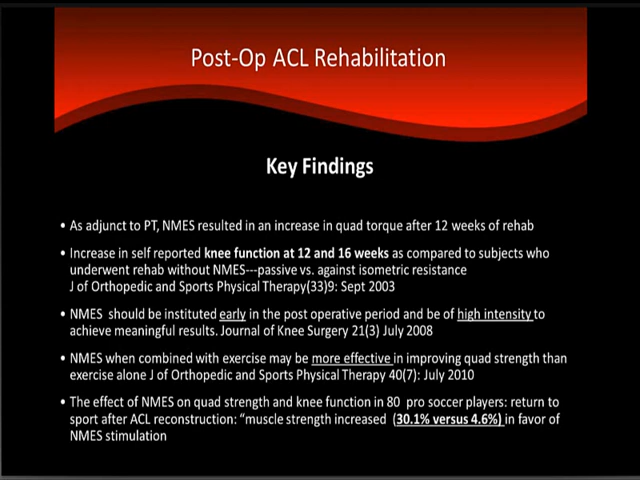 Post-Op ACL Rehabilitation
Key Findings
• As adjunct to PT, NMES resulted in an increase in quad torque after 12 weeks of rehab
• Increase in self reported knee function at 12 and 16 weeks as compared to subjects who
underwent rehab without NMES---passive vs. against isometric resistance
J of Orthopedic and Sports Physical Therapy(33)9: Sept 2003
• NMES should be instituted early in the post operative period and be of high intensity to
achieve meaningful results. Journal of Knee Surgery 21(3) July 2008
• NMES when combined with exercise may be more effective in improving quad strength than
exercise alone J of Orthopedic and Sports Physical Therapy 40(7): July 2010
• The effect of NMES on quad strength and knee function in 80 pro soccer players: return to
sport after ACL reconstruction: “muscle strength increased (30.1% versus 4.6%) in favor of
NMES stimulation